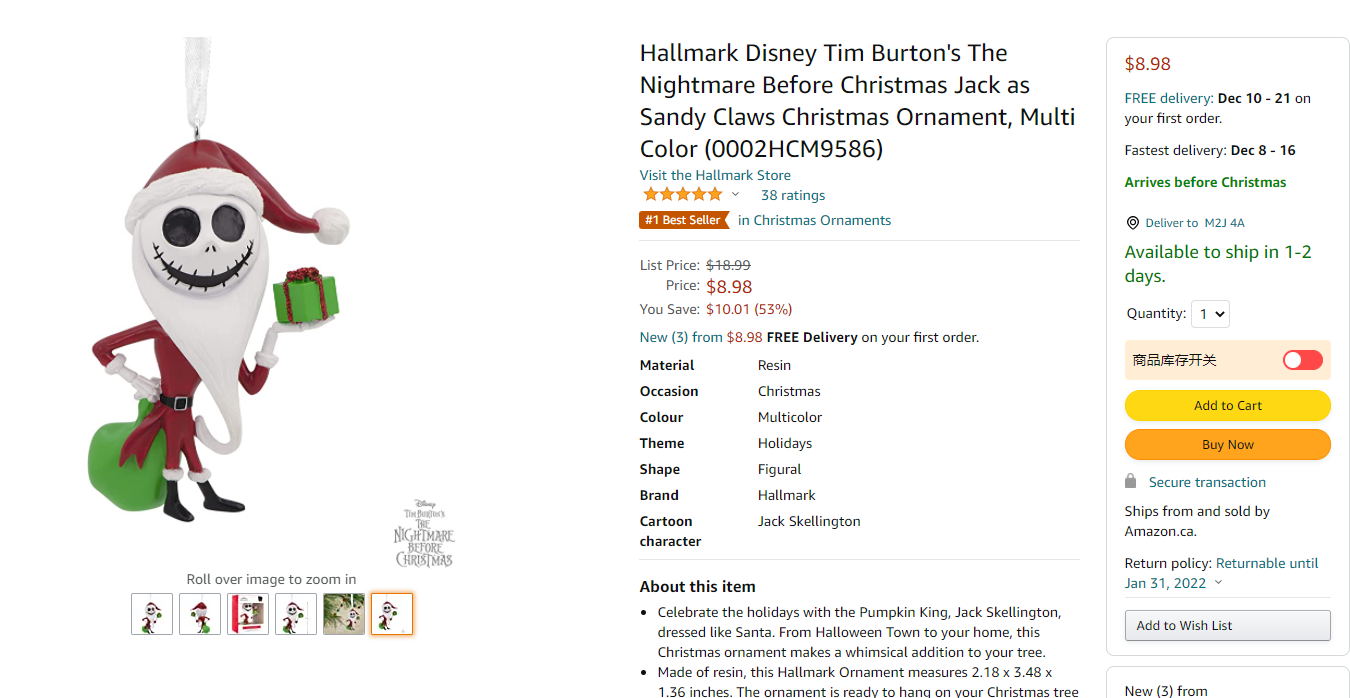 Disney
TIM BURTON'S
THE
NIGHTMARE
BEFORE
CHRISTMAS
Roll over image to zoom in
Hallmark Disney Tim Burton's The
Nightmare Before Christmas Jack as
Sandy Claws Christmas Ornament, Multi
Color (0002HCM9586)
Visit the Hallmark Store
38 ratings
#1 Best Seller in Christmas Ornaments
List Price: $18.99
Price: $8.98
You Save: $10.01 (53%)
New (3) from $8.98 FREE Delivery on your first order.
Material Resin
Occasion Christmas
Colour Multicolor
Theme Holidays
Shape Figural
Brand Hallmark
Cartoon Jack Skellington
character
About this item
• Celebrate the holidays with the Pumpkin King, Jack Skellington,
dressed like Santa. From Halloween Town to your home, this
Christmas ornament makes a whimsical addition to your tree.
• Made of resin, this Hallmark Ornament measures 2.18 x 3.48 x
1.36 inches. The ornament is ready to hang on your Christmas tree
$8.98
FREE delivery: Dec 10 - 21 on
your first order.
Fastest delivery: Dec 8 - 16
Arrives before Christmas
Deliver to M2J 4A
Available to ship in 1-2
days.
Quantity: 1
商品库存开关
Add to Cart
Buy Now
Secure transaction
Ships from and sold by
Amazon.ca.
Return policy: Returnable until
Jan 31, 2022
Add to Wish List
New (3) from